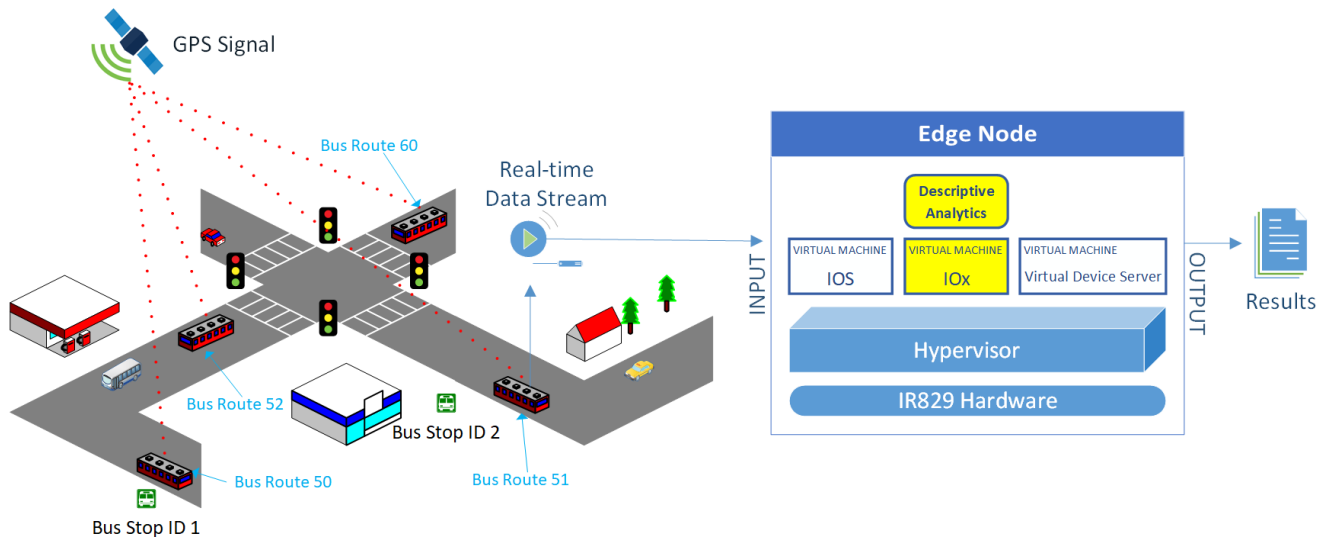 GPS Signal
Bus Route 60
Real-time
Data Stream
Bus Route 52
Bus Stop ID 2
Bus Route 50
Bus Route 51
Bus Stop ID 1
Edge Node
Descriptive
Analytics
INPUT
VIRTUAL MACHINE
IOS
VIRTUAL MACHINE
IOx
VIRTUAL MACHINE
Virtual Device Server
Hypervisor
IR829 Hardware
OUTPUT
Results